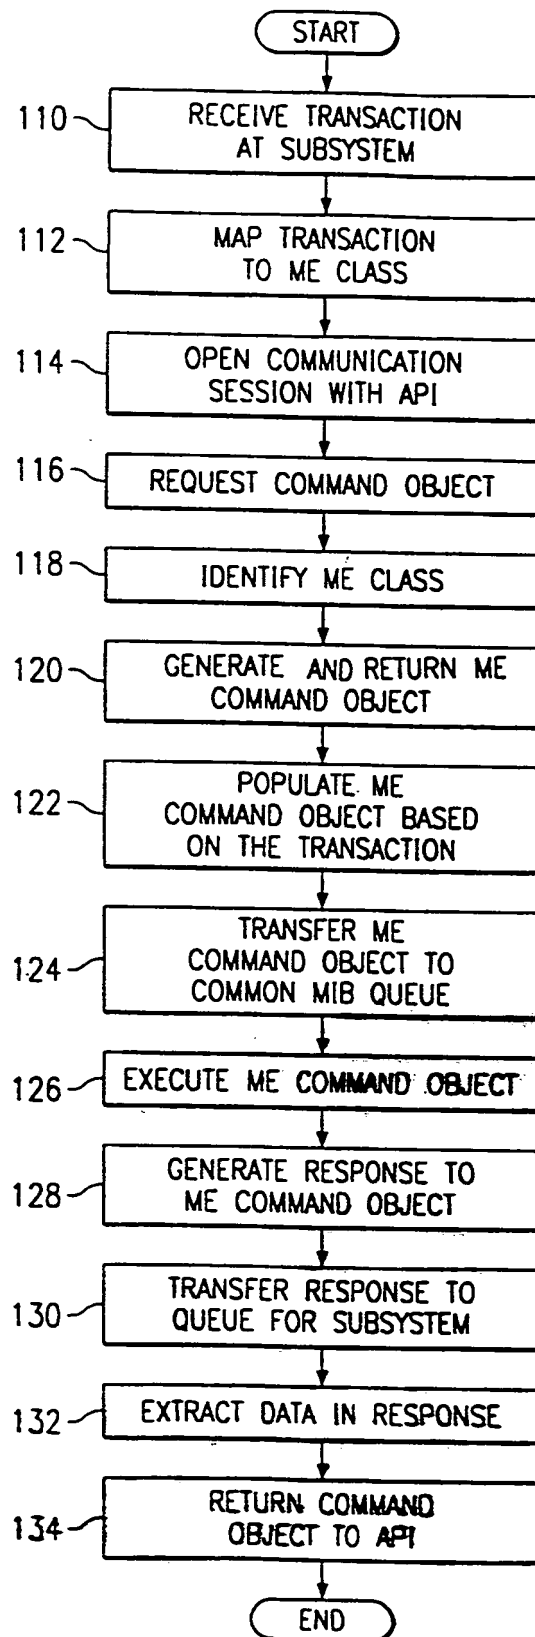 START
110
RECEIVE TRANSACTION
AT SUBSYSTEM
112
MAP TRANSACTION
TO ME CLASS
114
OPEN COMMUNICATION
SESSION WITH API
116
REQUEST COMMAND OBJECT
118
IDENTIFY ME CLASS
120
GENERATE AND RETURN ME
COMMAND OBJECT
122
POPULATE ME
COMMAND OBJECT BASED
ON THE TRANSACTION
124
TRANSFER ME
COMMAND OBJECT TO
COMMON MIB QUEUE
126
EXECUTE ME COMMAND OBJECT
128
GENERATE RESPONSE TO
ME COMMAND OBJECT
130
TRANSFER RESPONSE TO
QUEUE FOR SUBSYSTEM
132
EXTRACT DATA IN RESPONSE
134
RETURN COMMAND
OBJECT TO API
END